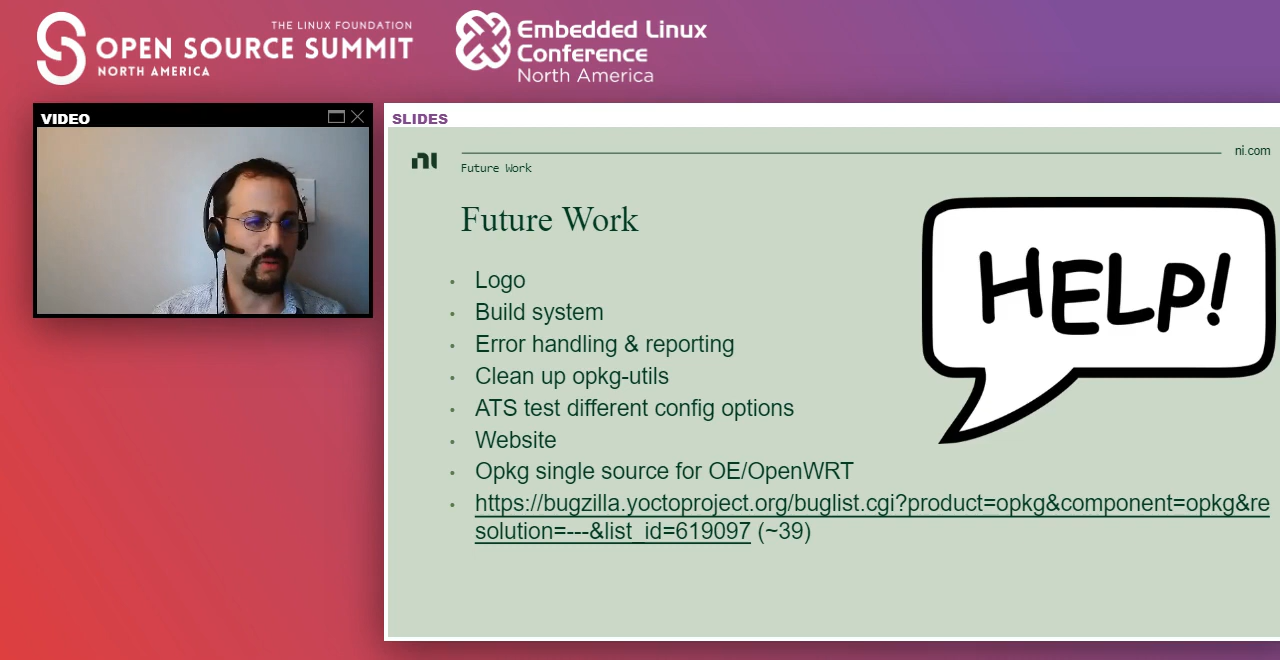 THE LINUX FOUNDATION
OPEN SOURCE SUMMIT
NORTH AMERICA
Embedded Linux
Conference
North America
VIDEO
SLIDES
ni
ni.com
Future Work
Future Work
HELP!
Logo
Build system
Error handling & reporting
Clean up opkg-utils
ATS test different config options
Website
Opkg single source for OE/OpenWRT
https://bugzilla.yoctoproject.org/buglist.cgi?product=opkg&component=opkg&re
solution=---&list_id=619097 (~39)